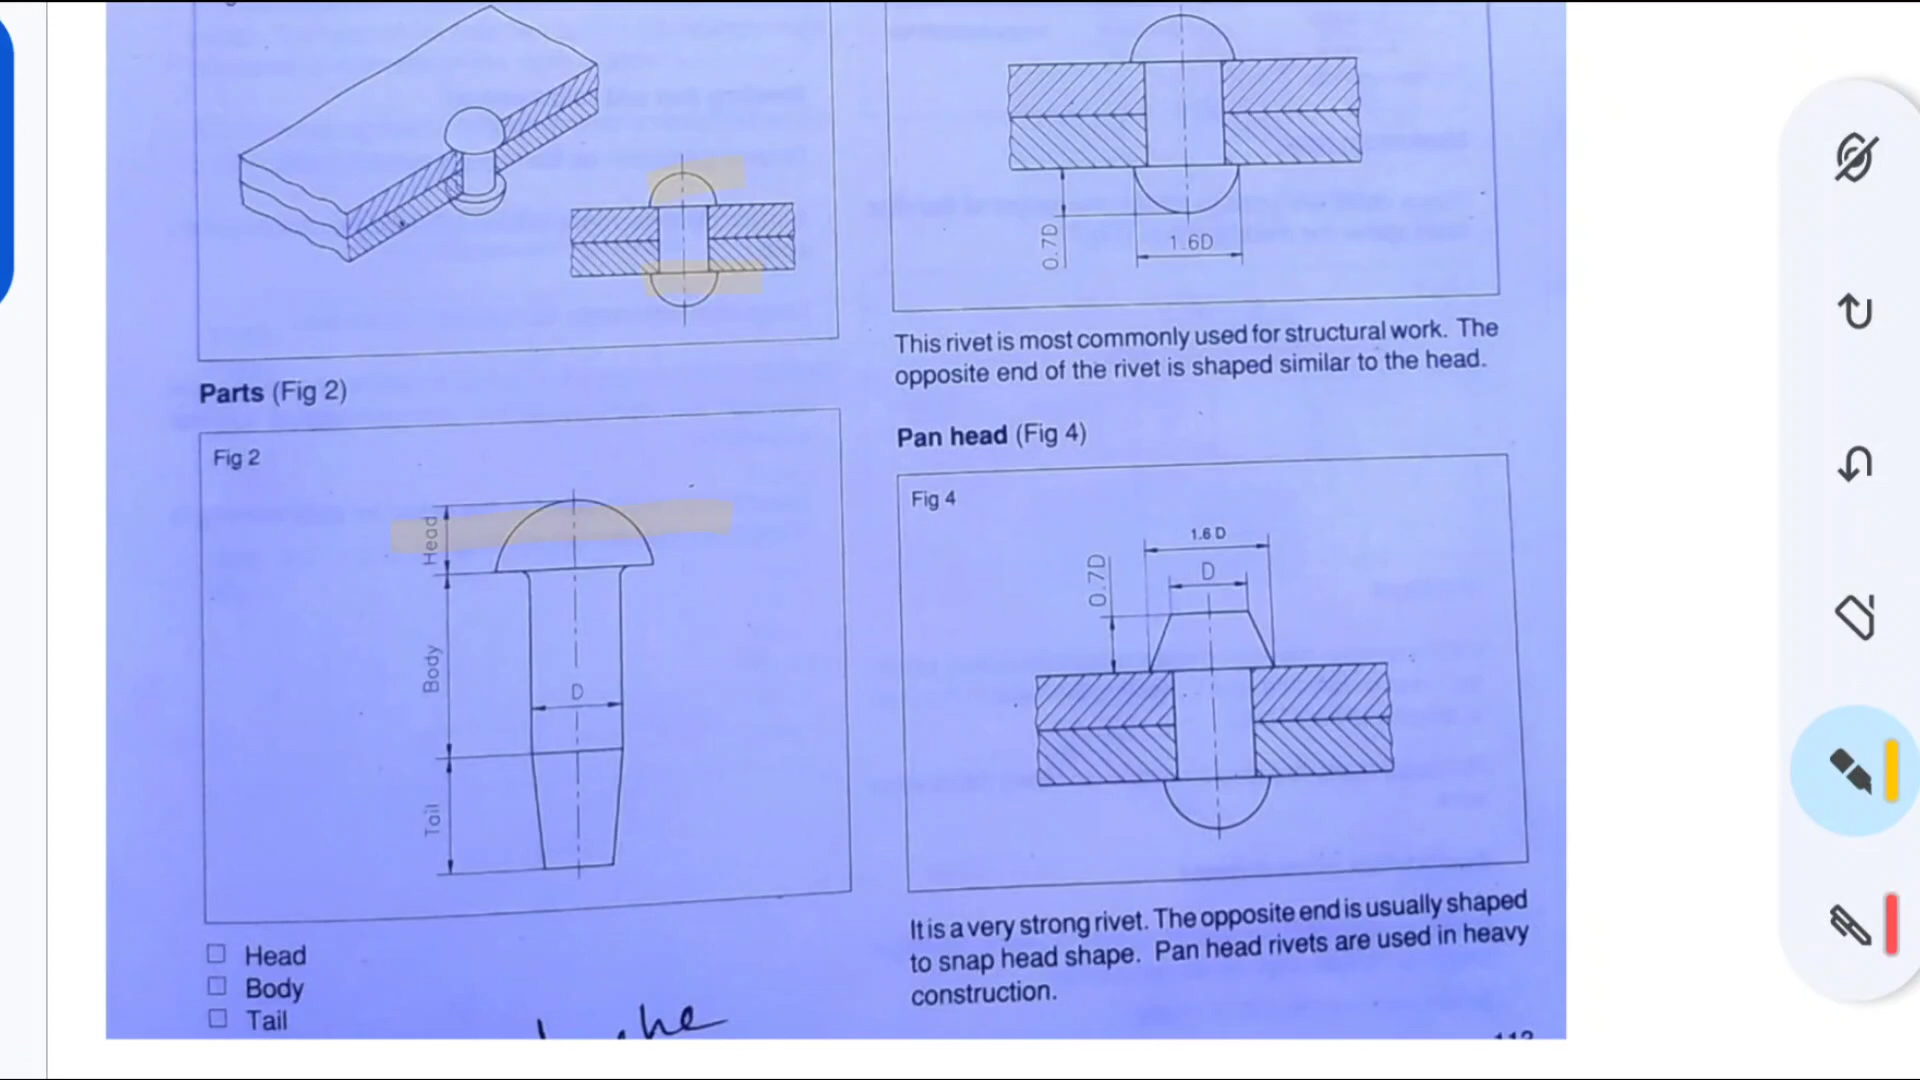 Parts (Fig 2)
Fig 2
Head
Body
D
Tail
Head
Body
Tail
0.7D
1.6D
This rivet is most commonly used for structural work. The
opposite end of the rivet is shaped similar to the head.
Pan head (Fig 4)
Fig 4
1.6 D
D
0.7D
It is a very strong rivet. The opposite end is usually shaped
to snap head shape. Pan head rivets are used in heavy
construction.